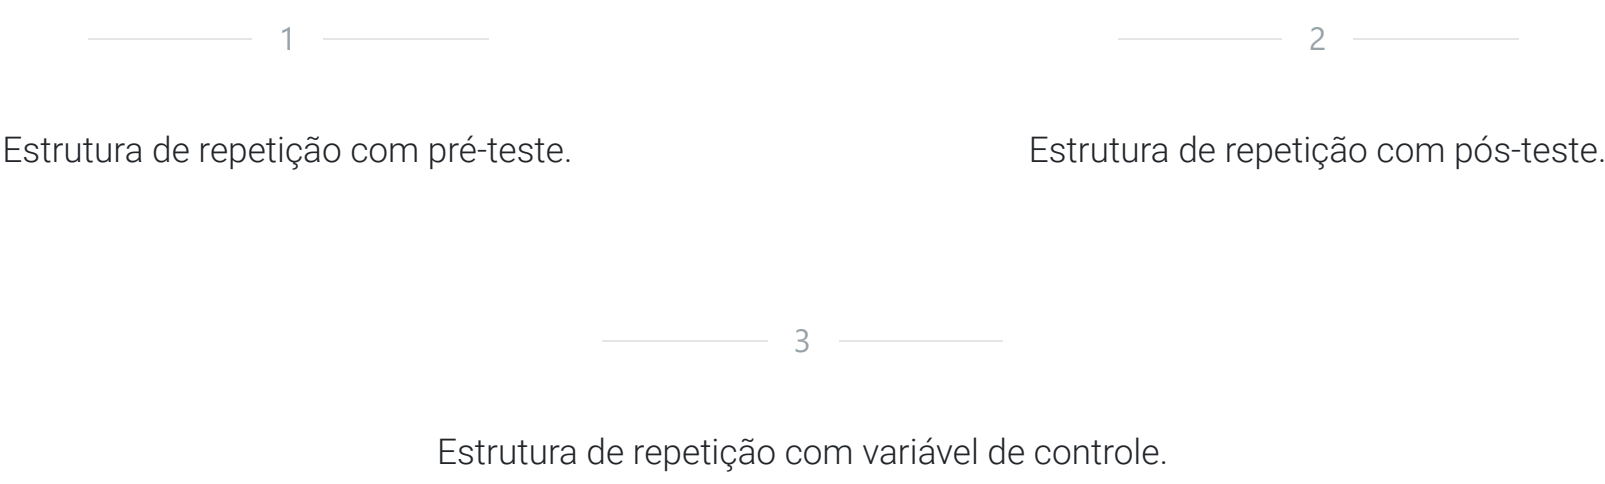 1
Estrutura de repetição com pré-teste.
2
Estrutura de repetição com pós-teste.
3
Estrutura de repetição com variável de controle.